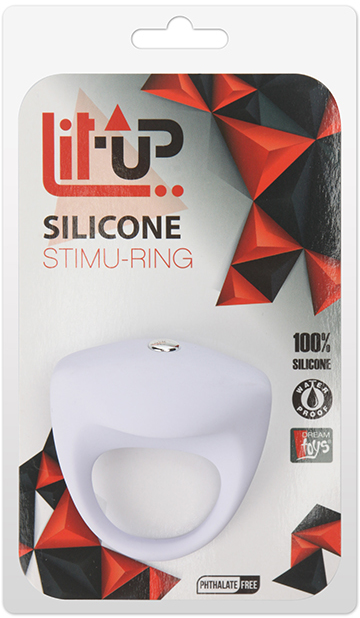 lit-up
SILICONE
STIMU-RING
100%
SILICONE
WATER
PROOF
DREAM
toys
PHTHALATE FREE